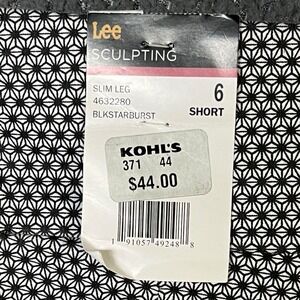 Lee
SCULPTING
SLIM LEG
4632280
BLKSTARBURST
6
SHORT
KOHL'S
371 44
$44.00
1 91057 49248 8